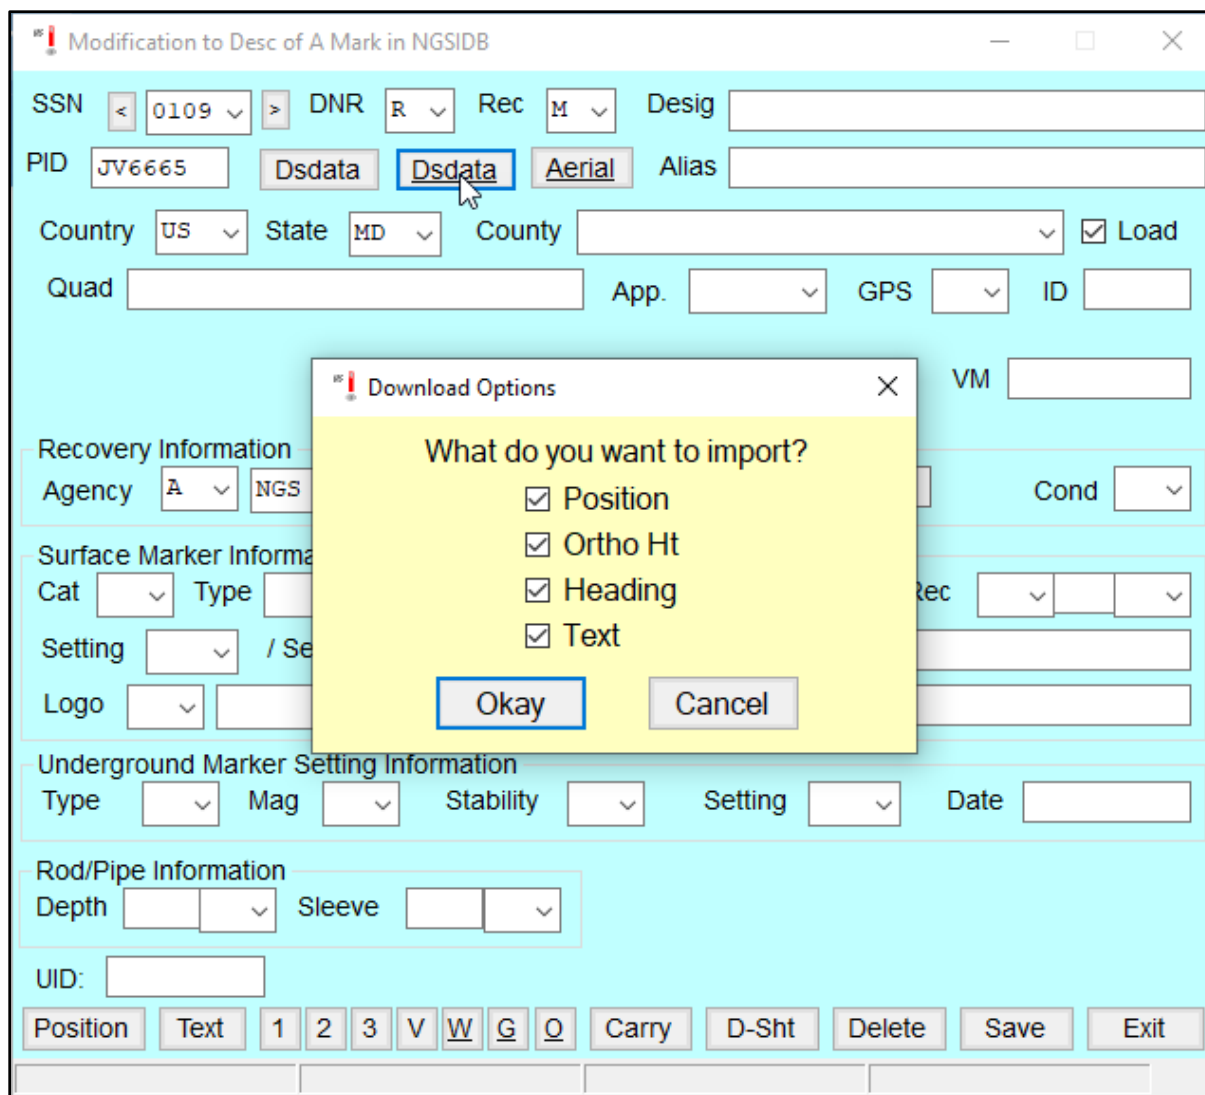 Modification to Desc of A Mark in NGSIDB
SSN < 0109 > DNR R Rec M Desig
PID JV6665 Dsdata Dsdata Aerial Alias
Country US State MD County Load
Quad App. GPS ID
VM
Download Options
What do you want to import?
Position
Ortho Ht
Heading
Text
Okay Cancel
Recovery Information
Agency A NGS Cond
Surface Marker Informa
Cat Type Rec
Setting / Se
Logo
Underground Marker Setting Information
Type Mag Stability Setting Date
Rod/Pipe Information
Depth Sleeve
UID:
Position Text 1 2 3 V W G O Carry D-Sht Delete Save Exit